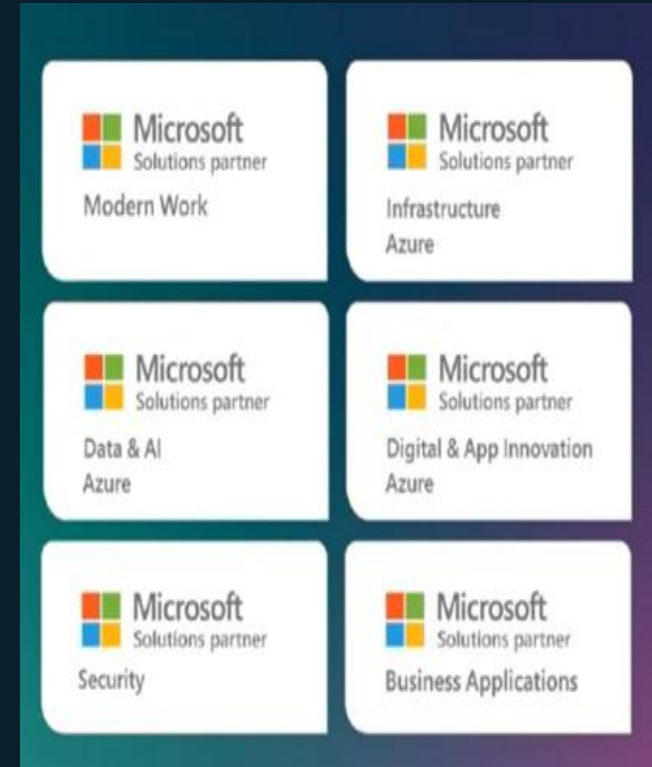 Microsoft
Solutions partner
Modern Work
Microsoft
Solutions partner
Infrastructure
Azure
Microsoft
Solutions partner
Data & AI
Azure
Microsoft
Solutions partner
Digital & App Innovation
Azure
Microsoft
Solutions partner
Security
Microsoft
Solutions partner
Business Applications